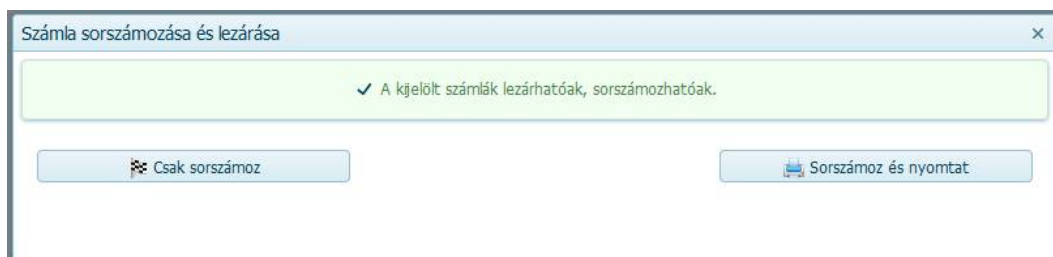 Számla sorszámozása és lezárása
A kijelölt számlák lezárhatóak, sorszámozhatóak.
Csak sorszámoz
Sorszámoz és nyomtat